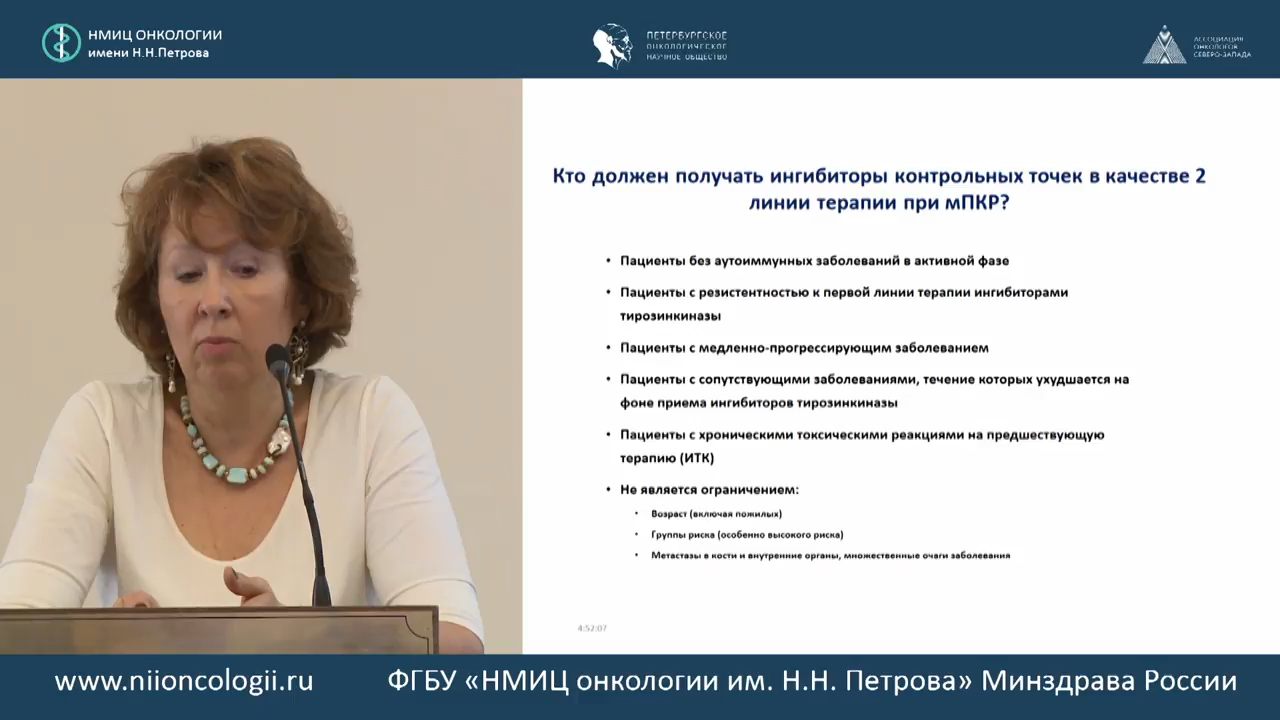 НМИЦ ОНКОЛОГИИ
имени Н.Н.Петрова
ПЕТЕРБУРГСКОЕ
ОНКОЛОГИЧЕСКОЕ
НАУЧНОЕ ОБЩЕСТВО
АССОЦИАЦИЯ
ОНКОЛОГОВ
СЕВЕРО-ЗАПАДА
Кто должен получать ингибиторы контрольных точек в качестве 2
линии терапии при мПКР?
• Пациенты без аутоиммунных заболеваний в активной фазе
• Пациенты с резистентностью к первой линии терапии ингибиторами
тирозинкиназы
• Пациенты с медленно-прогрессирующим заболеванием
• Пациенты с сопутствующими заболеваниями, течение которых ухудшается на
фоне приема ингибиторов тирозинкиназы
• Пациенты с хроническими токсическими реакциями на предшествующую
терапию (ИТК)
• Не является ограничением:
• Возраст (включая пожилых)
• Группы риска (особенно высокого риска)
• Метастазы в кости и внутренние органы, множественные очаги заболевания
4:52:07
www.niioncologii.ru
ФГБУ «НМИЦ онкологии им. Н.Н. Петрова» Минздрава России